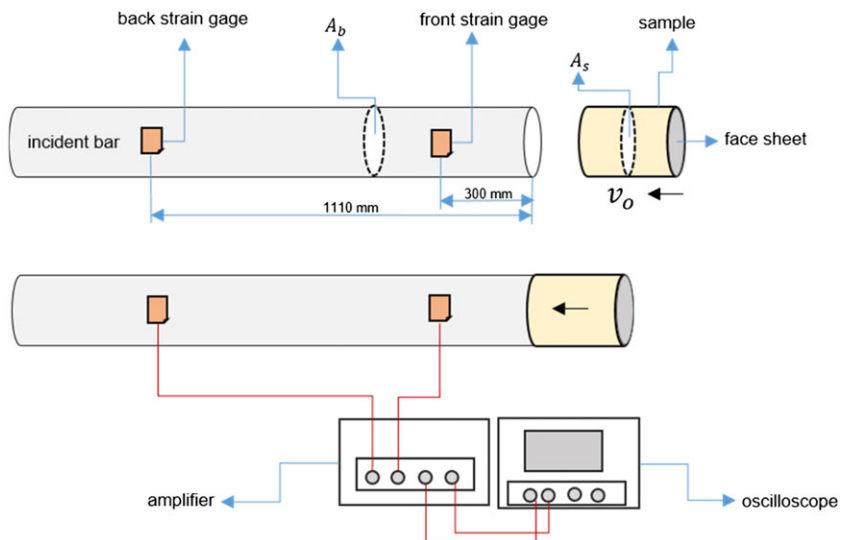 back strain gage
A_b
front strain gage
sample
A_s
incident bar
face sheet
300 mm
v_o
1110 mm
amplifier
oscilloscope